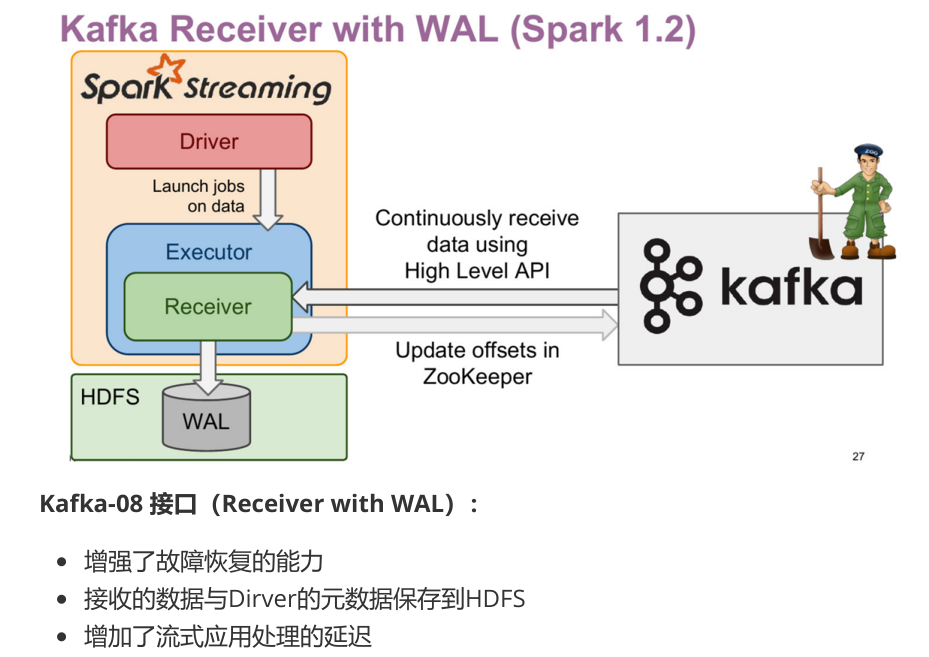 Kafka Receiver with WAL (Spark 1.2)
Spark Streaming
Driver
Launch jobs
on data
Executor
Receiver
HDFS
WAL
Continuously receive
data using
High Level API
Update offsets in
ZooKeeper
ZOO
kafka
27
Kafka-08 接口（Receiver with WAL）:
• 增强了故障恢复的能力
• 接收的数据与Dirver的元数据保存到HDFS
• 增加了流式应用处理的延迟